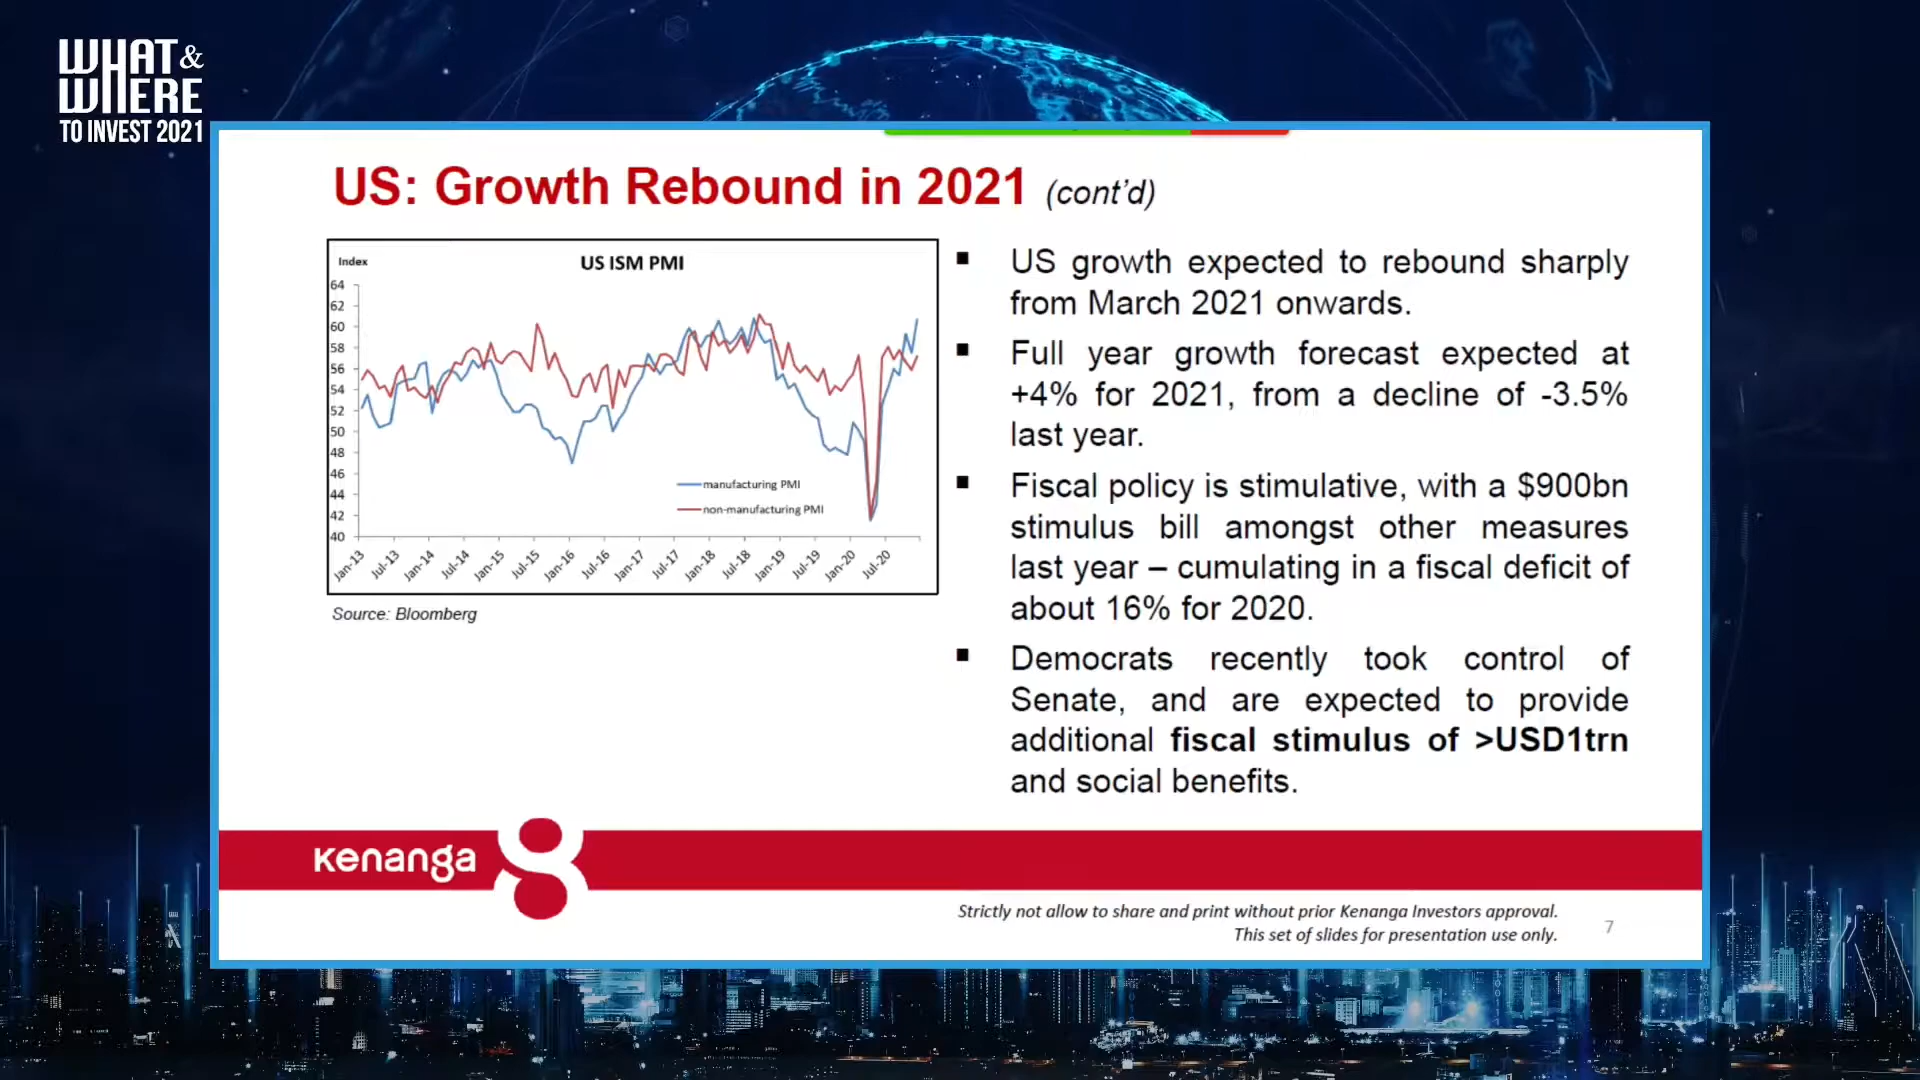 WHAT &
WHERE
TO INVEST 2021
US: Growth Rebound in 2021 (cont'd)
Index
US ISM PMI
64
62
60
58
56
54
52
50
48
46
44
42
40
manufacturing PMI
non-manufacturing PMI
Jan-13
Jul-13
Jan-14
Jul-14
Jan-15
Jul-15
Jan-16
Jul-16
Jan-17
Jul-17
Jan-18
Jul-18
Jan-19
Jul-19
Jan-20
Jul-20
Source: Bloomberg
▪ US growth expected to rebound sharply
from March 2021 onwards.
▪ Full year growth forecast expected at
+4% for 2021, from a decline of -3.5%
last year.
▪ Fiscal policy is stimulative, with a $900bn
stimulus bill amongst other measures
last year – cumulating in a fiscal deficit of
about 16% for 2020.
▪ Democrats recently took control of
Senate, and are expected to provide
additional fiscal stimulus of >USD1trn
and social benefits.
kenanga
Strictly not allow to share and print without prior Kenanga Investors approval.
This set of slides for presentation use only.
7